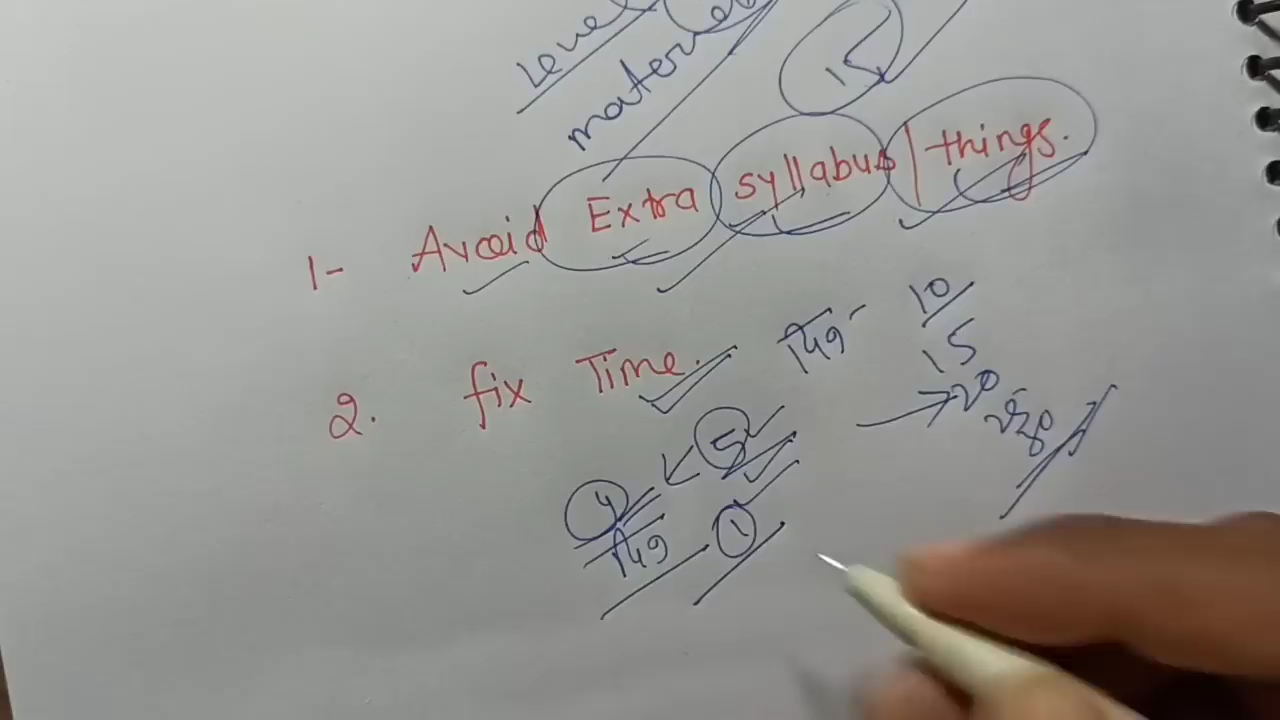 Level
material
15
1- Avoid Extra syllabus / things.
2. fix Time. 149 10
15
20
5
4
149 1